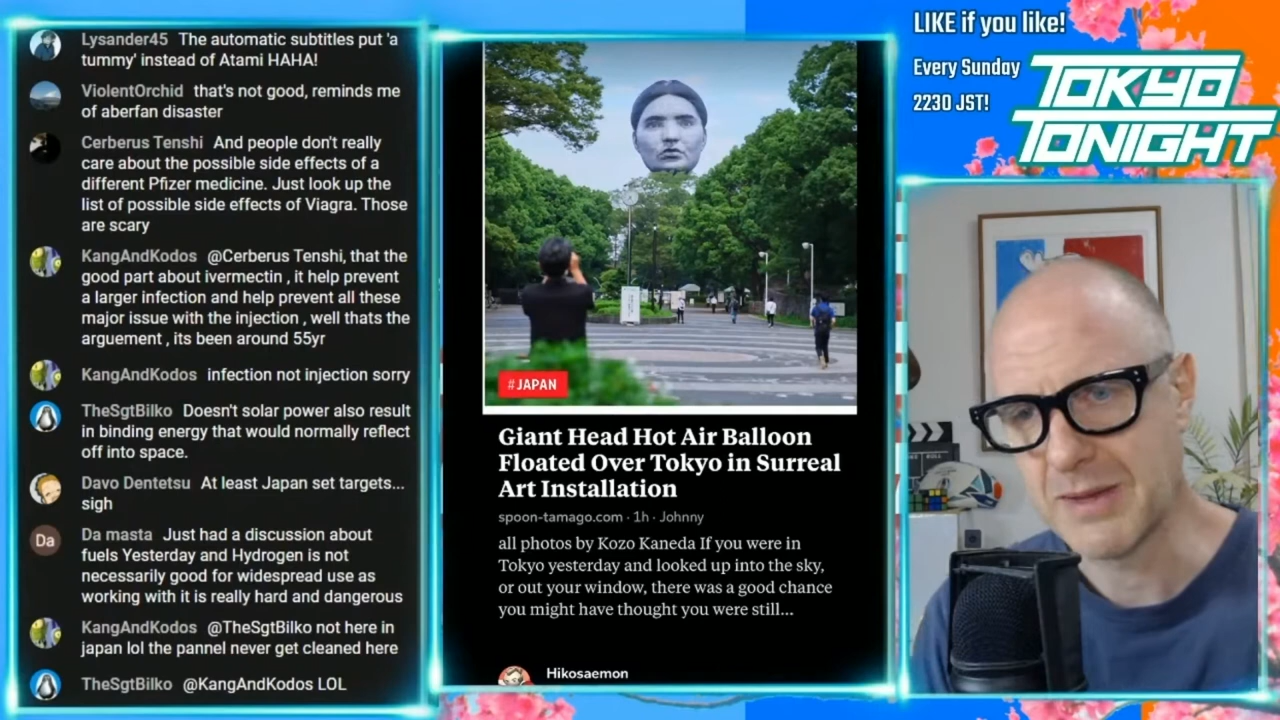 Lysander45 The automatic subtitles put 'a
tummy' instead of Atami HAHA!
ViolentOrchid that's not good, reminds me
of aberfan disaster
Cerberus Tenshi And people don't really
care about the possible side effects of a
different Pfizer medicine. Just look up the
list of possible side effects of Viagra. Those
are scary
KangAndKodos @Cerberus Tenshi, that the
good part about ivermectin , it help prevent
a larger infection and help prevent all these
major issue with the injection , well thats the
arguement , its been around 55yr
KangAndKodos infection not injection sorry
TheSgtBilko Doesn't solar power also result
in binding energy that would normally reflect
off into space.
Davo Dentetsu At least Japan set targets...
sigh
Da
Da masta Just had a discussion about
fuels Yesterday and Hydrogen is not
necessarily good for widespread use as
working with it is really hard and dangerous
KangAndKodos @TheSgtBilko not here in
japan lol the pannel never get cleaned here
TheSgtBilko @KangAndKodos LOL
#JAPAN
Giant Head Hot Air Balloon
Floated Over Tokyo in Surreal
Art Installation
spoon-tamago.com · 1h · Johnny
all photos by Kozo Kaneda If you were in
Tokyo yesterday and looked up into the sky,
or out your window, there was a good chance
you might have thought you were still...
Hikosaemon
LIKE if you like!
Every Sunday
2230 JST!
TOKYO
TONIGHT